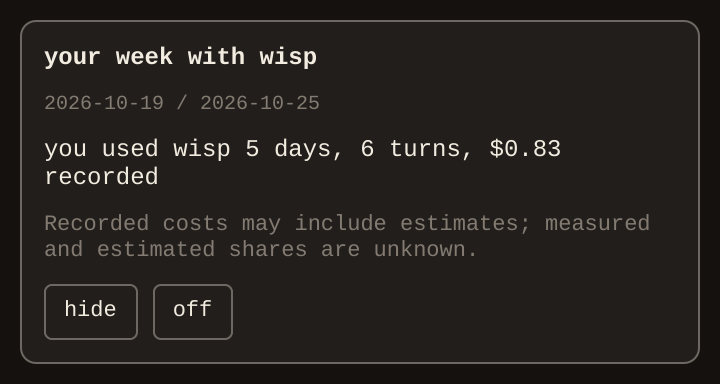 your week with wisp
2026-10-19 / 2026-10-25
you used wisp 5 days, 6 turns, $0.83
recorded
Recorded costs may include estimates; measured
and estimated shares are unknown.
hide off